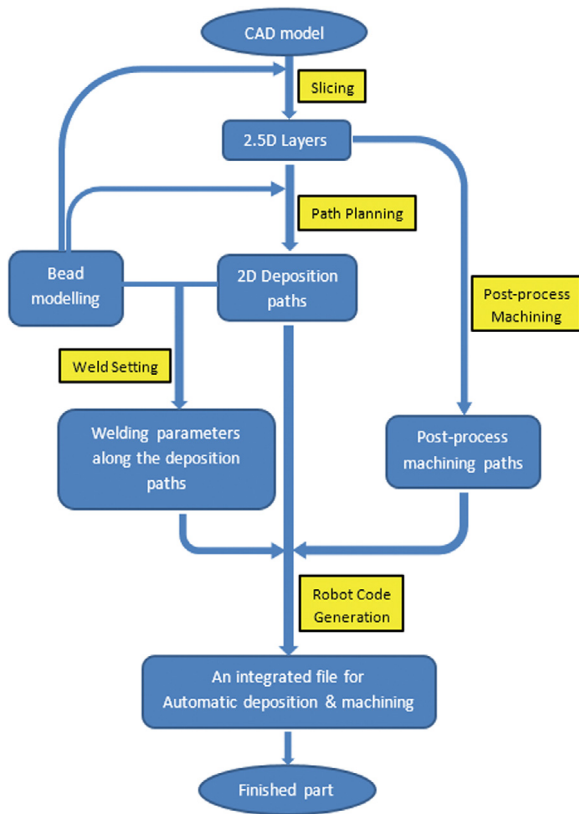 CAD model
Slicing
2.5D Layers
Path Planning
Bead
modelling
2D Deposition
paths
Post-process
Machining
Weld Setting
Welding parameters
along the deposition
paths
Post-process
machining paths
Robot Code
Generation
An integrated file for
Automatic deposition & machining
Finished part